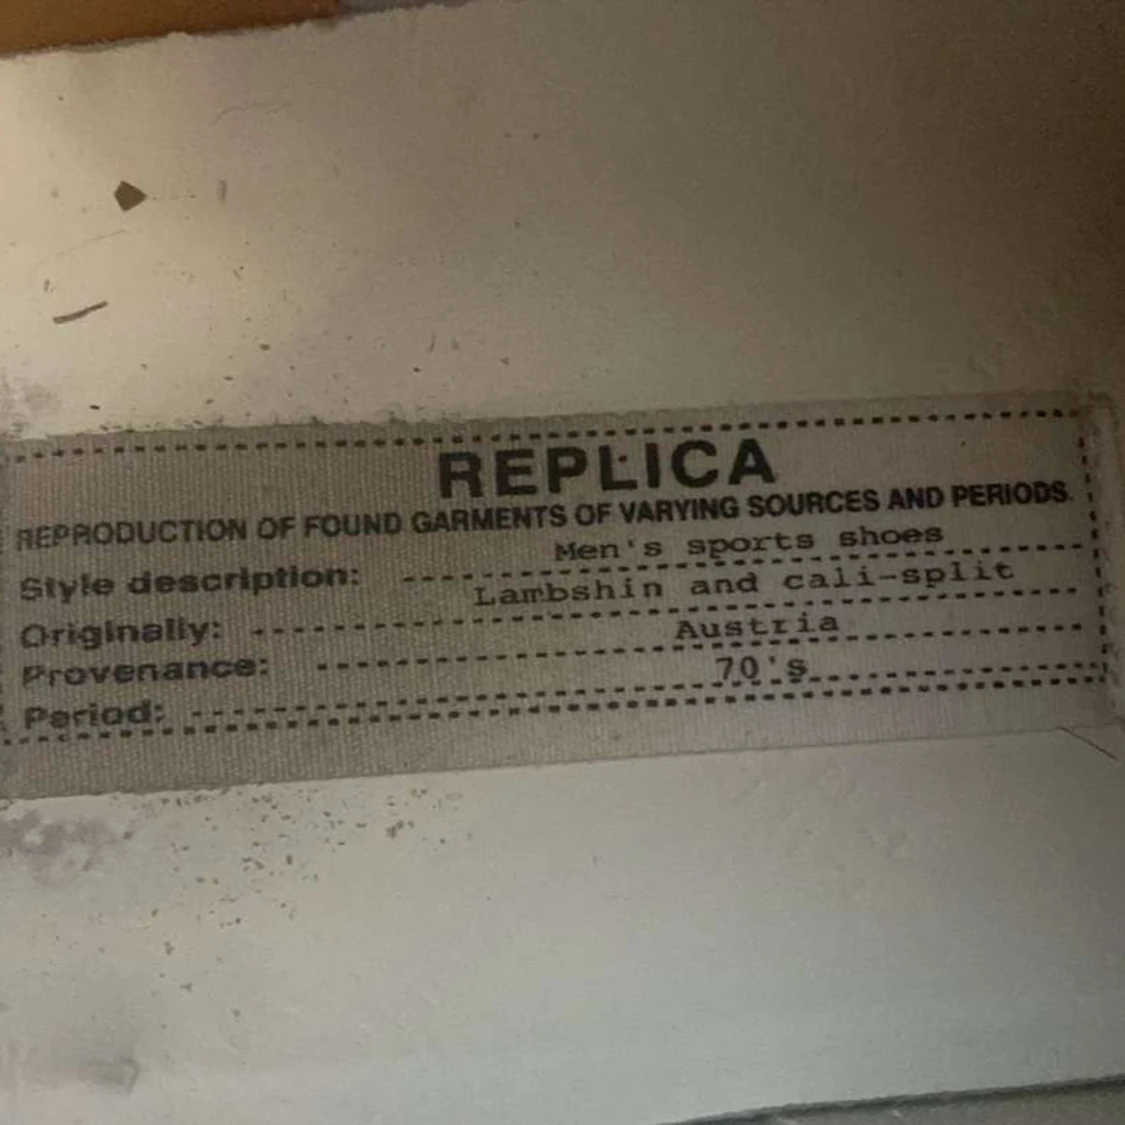 REPLICA
REPRODUCTION OF FOUND GARMENTS OF VARYING SOURCES AND PERIODS.
Style description: Men's sports shoes
Originally: Lambshin and cali-split
Provenance: Austria
Period: 70's